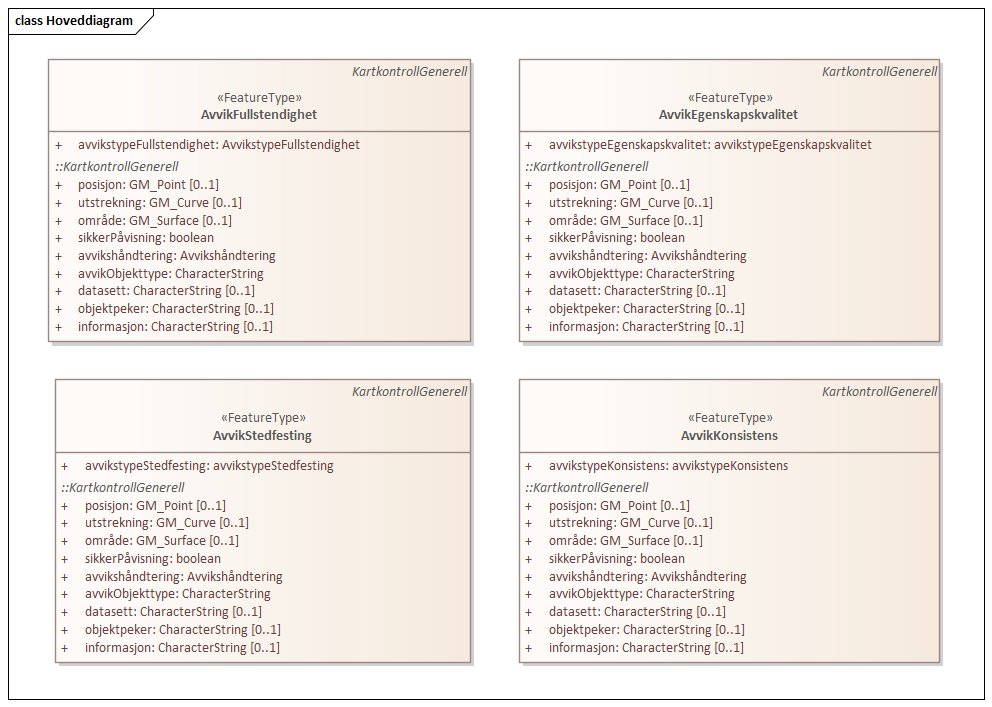 class Hoveddiagram
KartkontrollGenerell
«FeatureType»
AvvikFullstendighet
+ avvikstypeFullstendighet: AvvikstypeFullstendighet
::KartkontrollGenerell
+ posisjon: GM_Point [0..1]
+ utstrekning: GM_Curve [0..1]
+ område: GM_Surface [0..1]
+ sikkerPåvisning: boolean
+ avvikshåndtering: Avvikshåndtering
+ avvikObjekttype: CharacterString
+ datasett: CharacterString [0..1]
+ objektpeker: CharacterString [0..1]
+ informasjon: CharacterString [0..1]
KartkontrollGenerell
«FeatureType»
AvvikEgenskapskvalitet
+ avvikstypeEgenskapskvalitet: avvikstypeEgenskapskvalitet
::KartkontrollGenerell
+ posisjon: GM_Point [0..1]
+ utstrekning: GM_Curve [0..1]
+ område: GM_Surface [0..1]
+ sikkerPåvisning: boolean
+ avvikshåndtering: Avvikshåndtering
+ avvikObjekttype: CharacterString
+ datasett: CharacterString [0..1]
+ objektpeker: CharacterString [0..1]
+ informasjon: CharacterString [0..1]
KartkontrollGenerell
«FeatureType»
AvvikStedfesting
+ avvikstypeStedfesting: avvikstypeStedfesting
::KartkontrollGenerell
+ posisjon: GM_Point [0..1]
+ utstrekning: GM_Curve [0..1]
+ område: GM_Surface [0..1]
+ sikkerPåvisning: boolean
+ avvikshåndtering: Avvikshåndtering
+ avvikObjekttype: CharacterString
+ datasett: CharacterString [0..1]
+ objektpeker: CharacterString [0..1]
+ informasjon: CharacterString [0..1]
KartkontrollGenerell
«FeatureType»
AvvikKonsistens
+ avvikstypeKonsistens: avvikstypeKonsistens
::KartkontrollGenerell
+ posisjon: GM_Point [0..1]
+ utstrekning: GM_Curve [0..1]
+ område: GM_Surface [0..1]
+ sikkerPåvisning: boolean
+ avvikshåndtering: Avvikshåndtering
+ avvikObjekttype: CharacterString
+ datasett: CharacterString [0..1]
+ objektpeker: CharacterString [0..1]
+ informasjon: CharacterString [0..1]